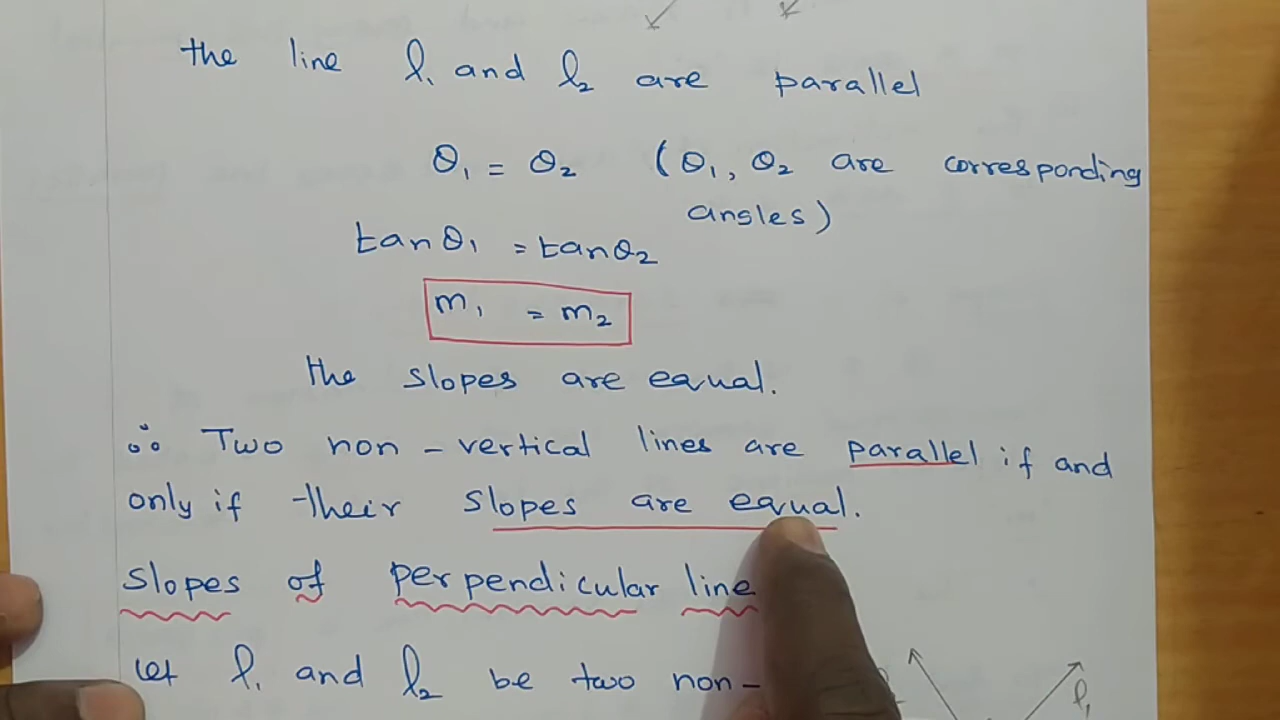 the line l₁ and l₂ are parallel
θ₁ = θ₂ (θ₁, θ₂ are corresponding
angles)
tanθ₁ = tanθ₂
m₁ = m₂
the slopes are equal.
∴ Two non-vertical lines are parallel if and
only if their slopes are equal.
slopes of perpendicular line
Let l₁ and l₂ be two non-
l₁